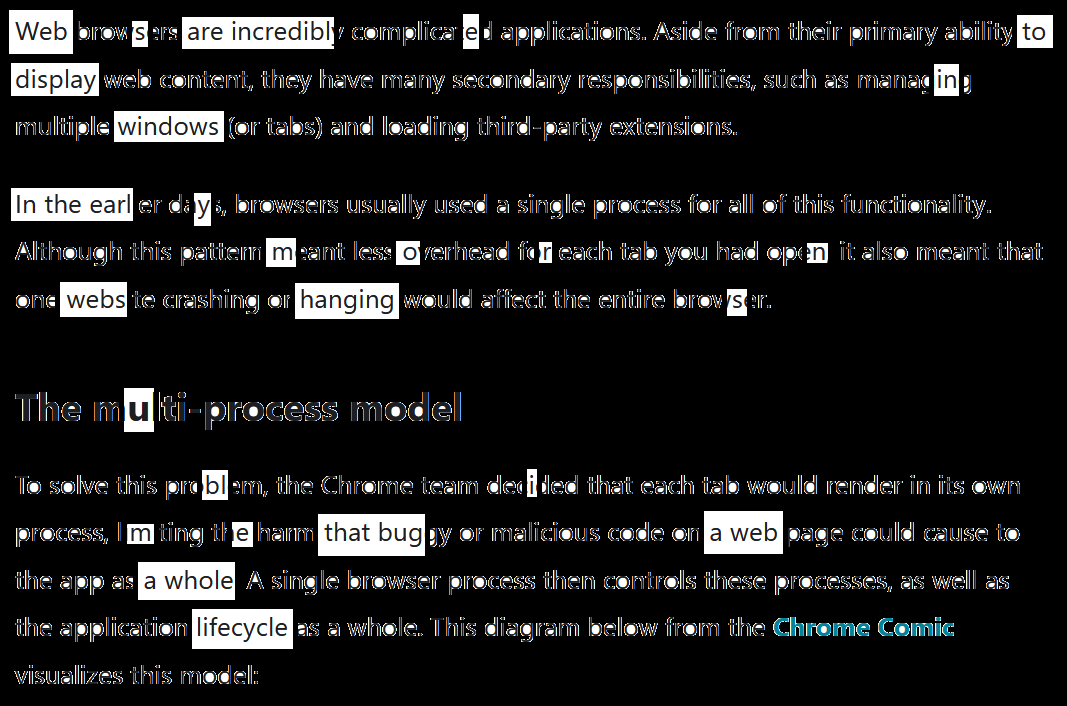 Web browsers are incredibly complicated applications. Aside from their primary ability to
display web content, they have many secondary responsibilities, such as managing
multiple windows (or tabs) and loading third-party extensions.
In the earlier days, browsers usually used a single process for all of this functionality.
Although this pattern meant less overhead for each tab you had open, it also meant that
one website crashing or hanging would affect the entire browser.
The multi-process model
To solve this problem, the Chrome team decided that each tab would render in its own
process, limiting the harm that buggy or malicious code on a web page could cause to
the app as a whole. A single browser process then controls these processes, as well as
the application lifecycle as a whole. This diagram below from the Chrome Comic
visualizes this model: